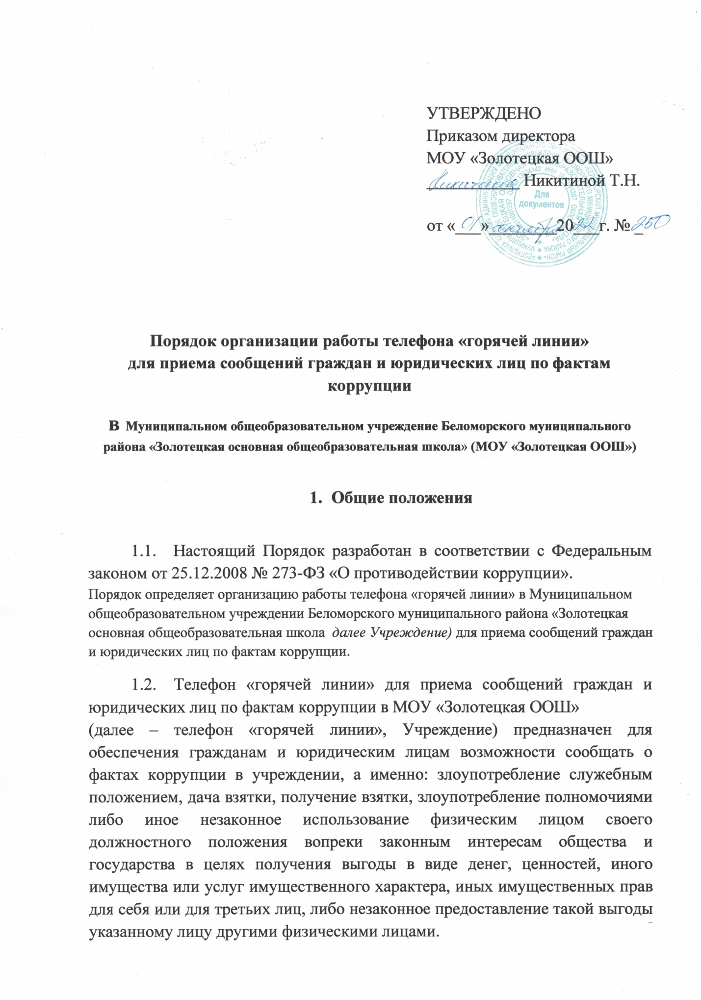 УТВЕРЖДЕНО
Приказом директора
МОУ «Золотецкая ООШ»
Никитиной Т.Н.
Для
документов
от «01» сентября 2022 г. № 250
Порядок организации работы телефона «горячей линии»
для приема сообщений граждан и юридических лиц по фактам
коррупции
в Муниципальном общеобразовательном учреждение Беломорского муниципального
района «Золотецкая основная общеобразовательная школа» (МОУ «Золотецкая ООШ»)
1. Общие положения
1.1. Настоящий Порядок разработан в соответствии с Федеральным
законом от 25.12.2008 № 273-ФЗ «О противодействии коррупции».
Порядок определяет организацию работы телефона «горячей линии» в Муниципальном
общеобразовательном учреждении Беломорского муниципального района «Золотецкая
основная общеобразовательная школа далее Учреждение) для приема сообщений граждан
и юридических лиц по фактам коррупции.
1.2. Телефон «горячей линии» для приема сообщений граждан и
юридических лиц по фактам коррупции в МОУ «Золотецкая ООШ»
(далее – телефон «горячей линии», Учреждение) предназначен для
обеспечения гражданам и юридическим лицам возможности сообщать о
фактах коррупции в учреждении, а именно: злоупотребление служебным
положением, дача взятки, получение взятки, злоупотребление полномочиями
либо иное незаконное использование физическим лицом своего
должностного положения вопреки законным интересам общества и
государства в целях получения выгоды в виде денег, ценностей, иного
имущества или услуг имущественного характера, иных имущественных прав
для себя или для третьих лиц, либо незаконное предоставление такой выгоды
указанному лицу другими физическими лицами.